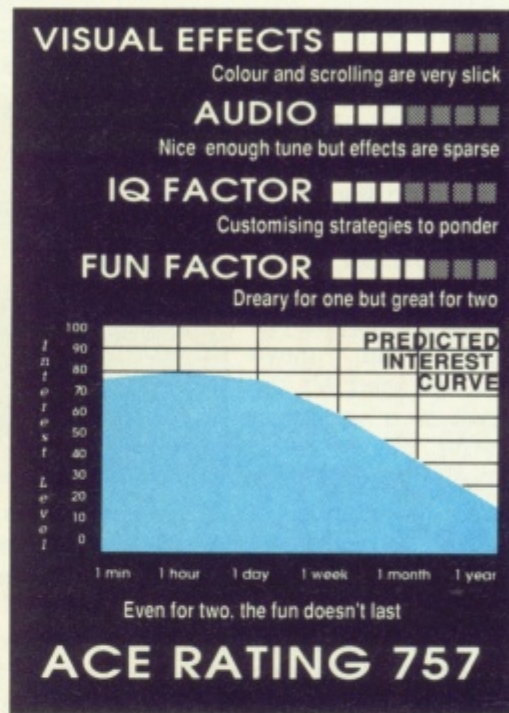 VISUAL EFFECTS
Colour and scrolling are very slick
AUDIO
Nice enough tune but effects are sparse
IQ FACTOR
Customising strategies to ponder
FUN FACTOR
Dreary for one but great for two
PREDICTED
INTEREST
CURVE
Interest Level
100
90
80
70
60
50
40
30
20
10
0
1 min 1 hour 1 day 1 week 1 month 1 year
Even for two, the fun doesn't last
ACE RATING 757